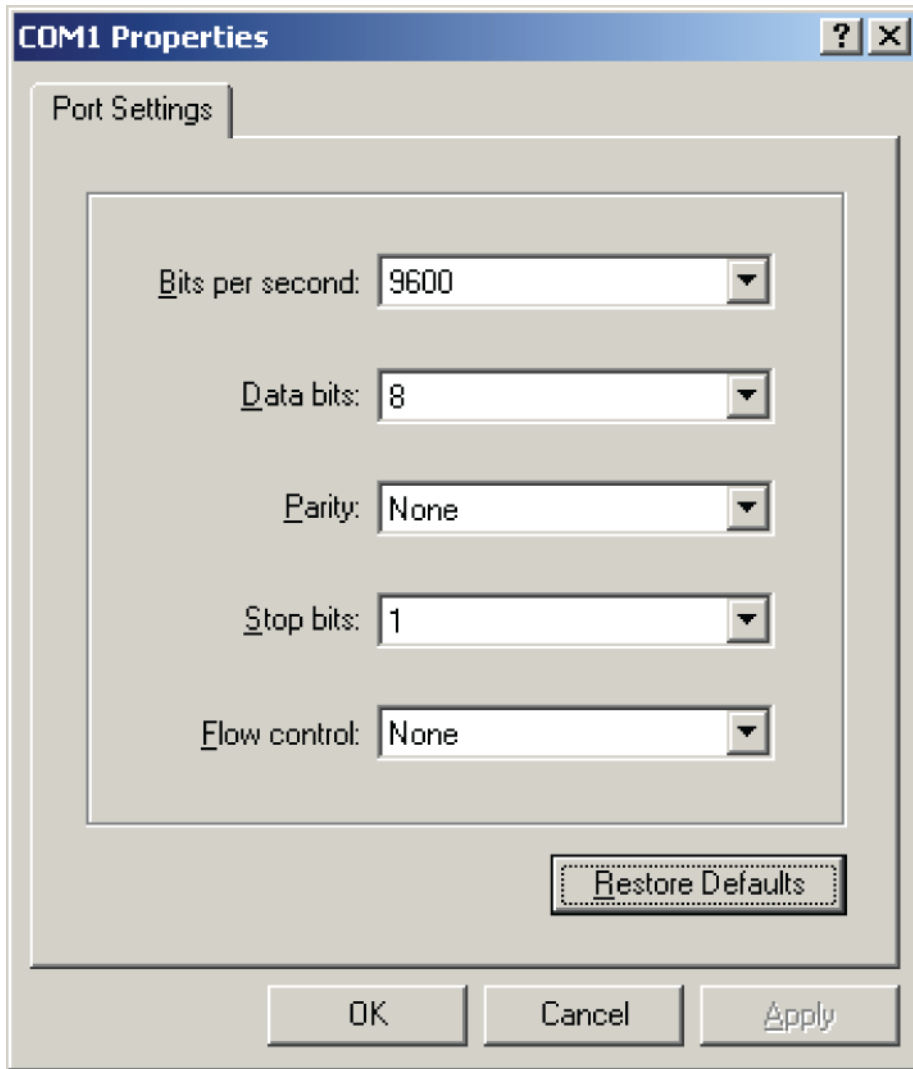 COM1 Properties
Port Settings
Bits per second: 9600
Data bits: 8
Parity: None
Stop bits: 1
Flow control: None
Restore Defaults
OK Cancel Apply